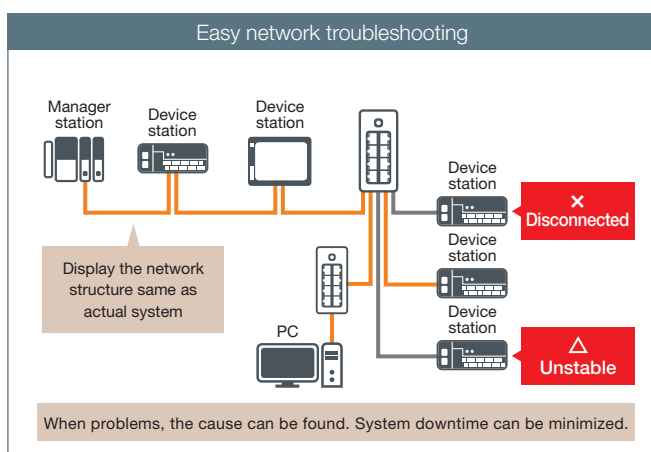 Easy network troubleshooting
Manager
station
Device
station
Device
station
Device
station
×
Disconnected
Device
station
Display the network
structure same as
actual system
Device
station
PC
△
Unstable
When problems, the cause can be found. System downtime can be minimized.